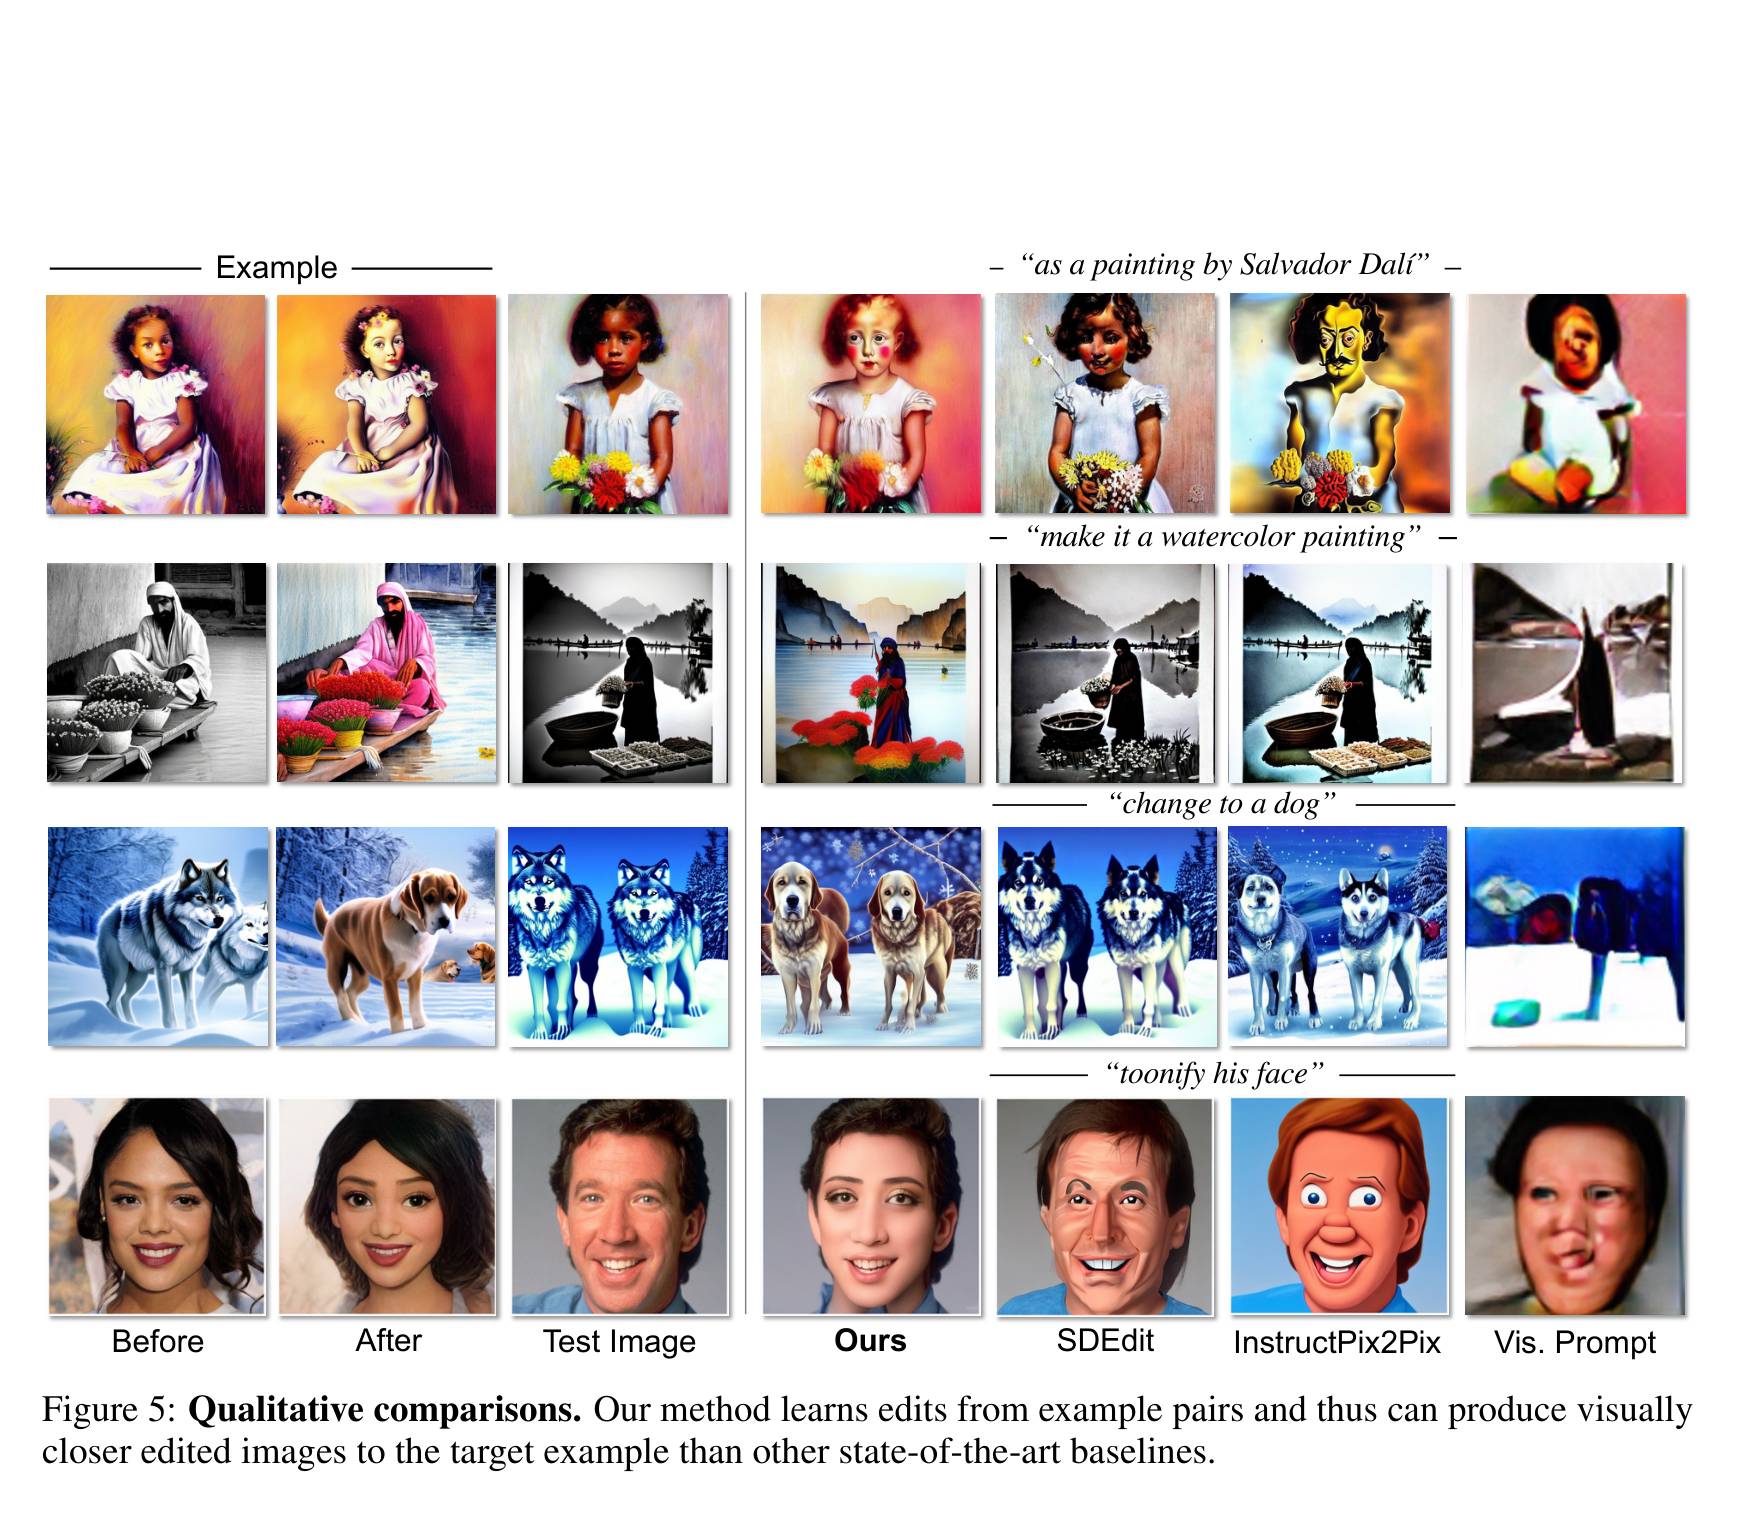 Example
– “as a painting by Salvador Dalí” –
– “make it a watercolor painting” –
“change to a dog”
“toonify his face”
Before After Test Image Ours SDEdit InstructPix2Pix Vis. Prompt
Figure 5: Qualitative comparisons. Our method learns edits from example pairs and thus can produce visually
closer edited images to the target example than other state-of-the-art baselines.